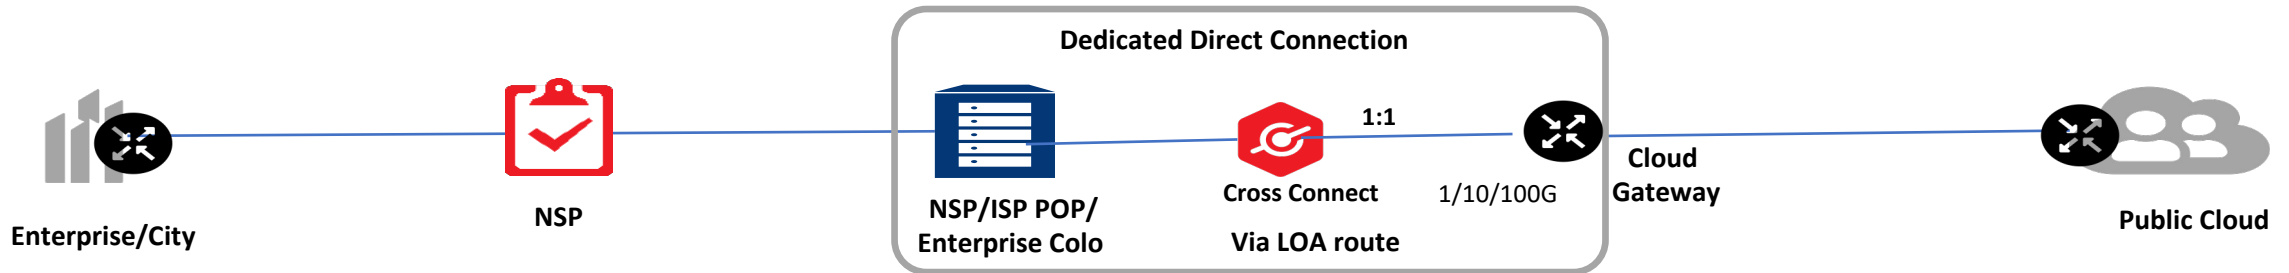 Dedicated Direct Connection
Enterprise/City
NSP
NSP/ISP POP/
Enterprise Colo
Cross Connect
Via LOA route
1:1
1/10/100G
Cloud
Gateway
Public Cloud